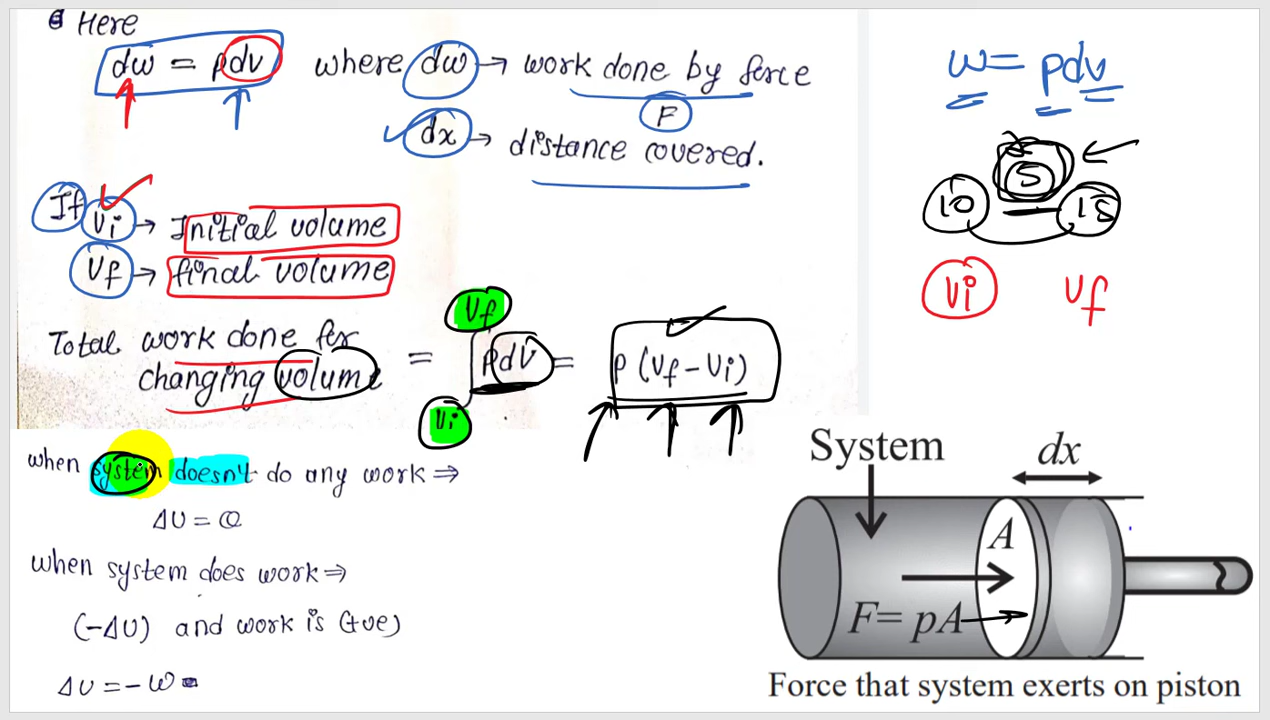 Here
dw = pdv where dw → work done by force
F
dx → distance covered.
If Vi → Initial volume
Vf → final volume
Total work done for changing volume = ∫ Vi Vf pdV = p (Vf - Vi)
when system doesn't do any work ⇒
ΔU = Q
when system does work ⇒
(-ΔU) and work is (+ve)
ΔU = -W
w = pdv
5
10 — 15
Vi Vf
System
dx
A
F= pA
Force that system exerts on piston